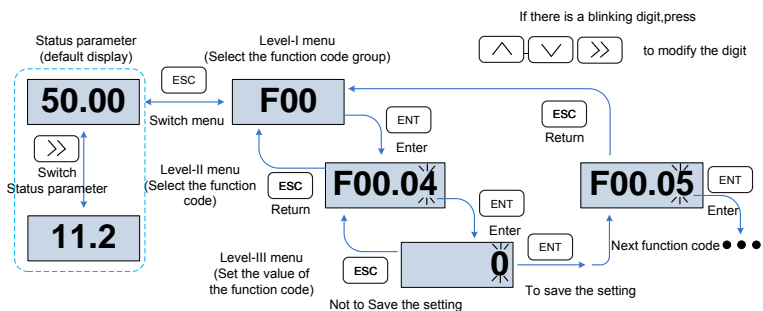 If there is a blinking digit,press
to modify the digit
Status parameter
(default display)
50.00
Switch
Status parameter
11.2
ESC
Switch menu
Level-I menu
(Select the function code group)
F00
ENT
Enter
Level-II menu
(Select the function
code)
ESC
Return
F00.04
ENT
Enter
Level-III menu
(Set the value of
the function code)
ESC
Not to Save the setting
0
ENT
To save the setting
ESC
Return
F00.05
ENT
Enter
Next function code